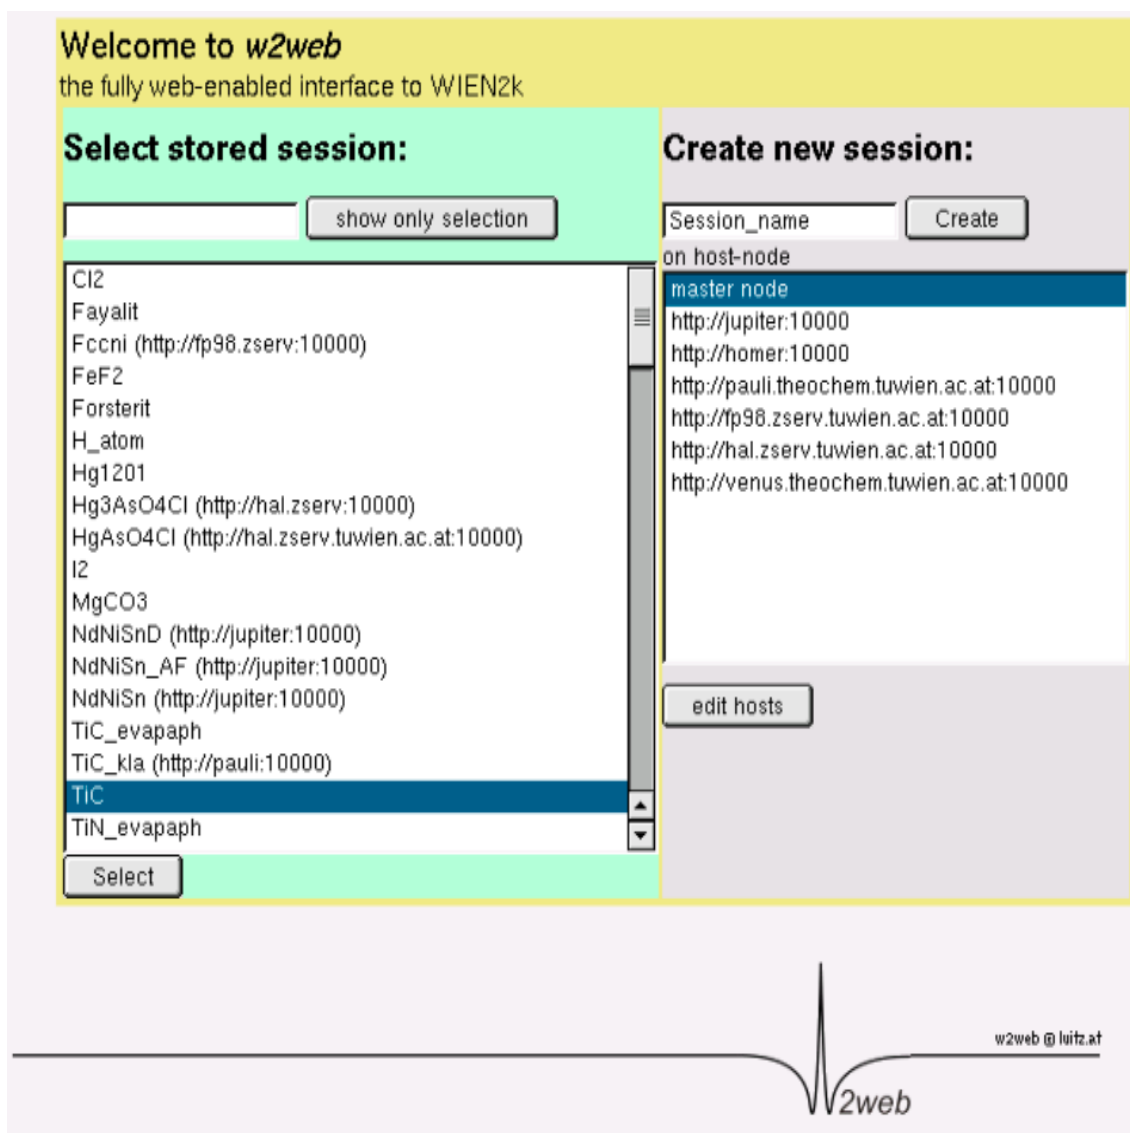 Welcome to w2web
the fully web-enabled interface to WIEN2k
Select stored session:
show only selection
Cl2
Fayalit
Fccni (http://fp98.zserv:10000)
FeF2
Forsterit
H_atom
Hg1201
Hg3AsO4Cl (http://hal.zserv:10000)
HgAsO4Cl (http://hal.zserv.tuwien.ac.at:10000)
I2
MgCO3
NdNiSnD (http://jupiter:10000)
NdNiSn_AF (http://jupiter:10000)
NdNiSn (http://jupiter:10000)
TiC_evapaph
TiC_kla (http://pauli:10000)
TiC
TiN_evapaph
Select
Create new session:
Session_name Create
on host-node
master node
http://jupiter:10000
http://homer:10000
http://pauli.theochem.tuwien.ac.at:10000
http://fp98.zserv.tuwien.ac.at:10000
http://hal.zserv.tuwien.ac.at:10000
http://venus.theochem.tuwien.ac.at:10000
edit hosts
w2web @ luitz.at
2web